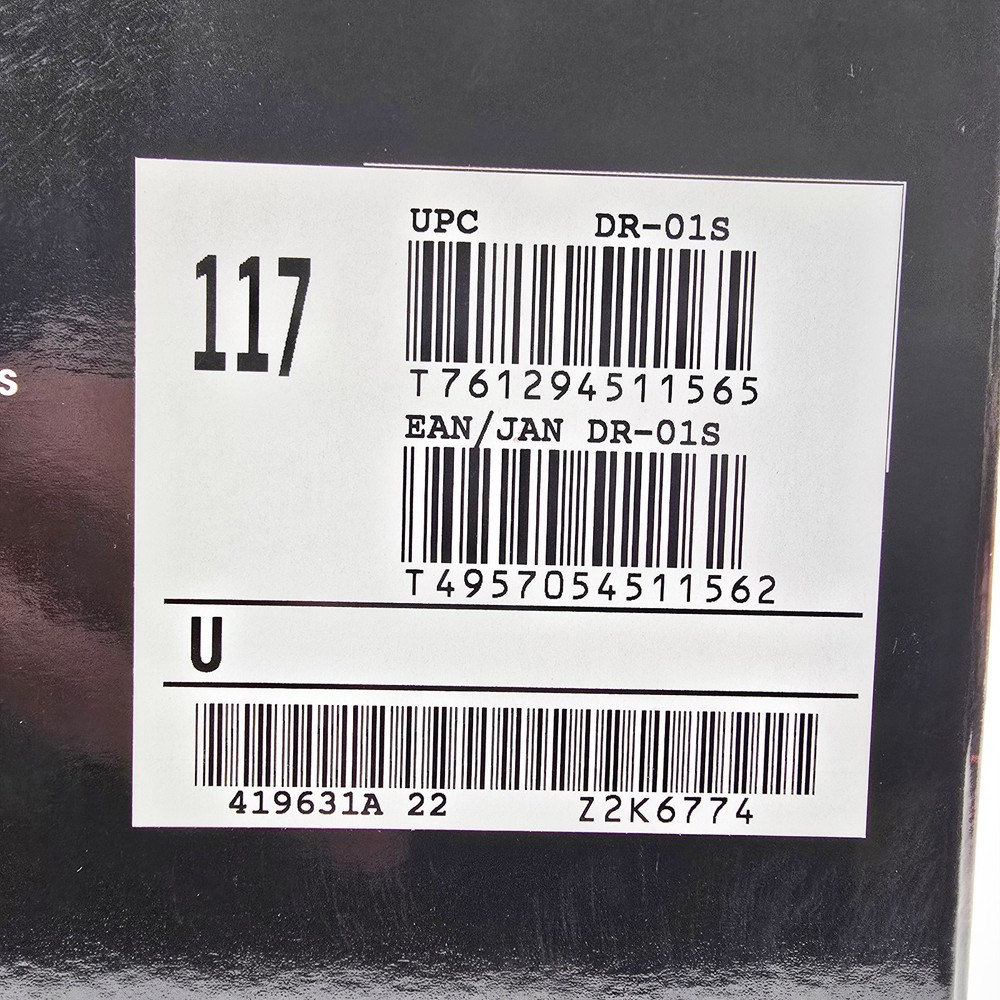 117
UPC DR-01S
T761294511565
EAN/JAN DR-01S
T4957054511562
U
419631A 22 Z2K6774
S